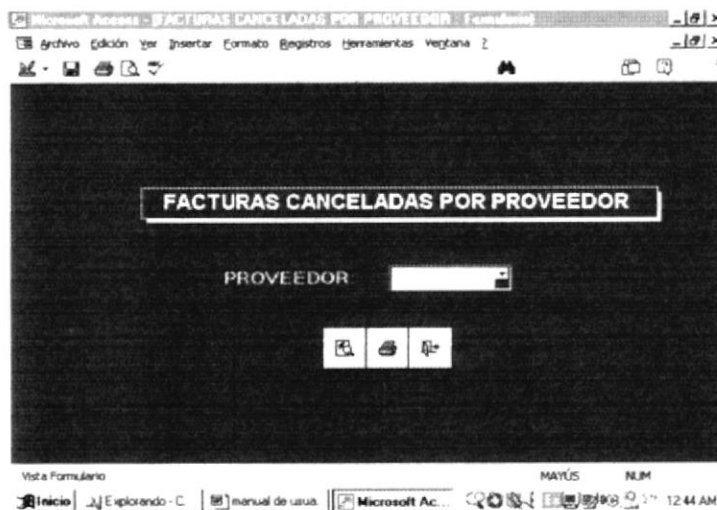 Microsoft Access - [FACTURAS CANCELADAS POR PROVEEDOR : Formulario]
Archivo Edición Ver Insertar Formato Registros Herramientas Ventana ?
FACTURAS CANCELADAS POR PROVEEDOR
PROVEEDOR
Vista Formulario MAYÚS NUM
Inicio Explorando - C manual de usua. Microsoft Ac... 12:44 AM